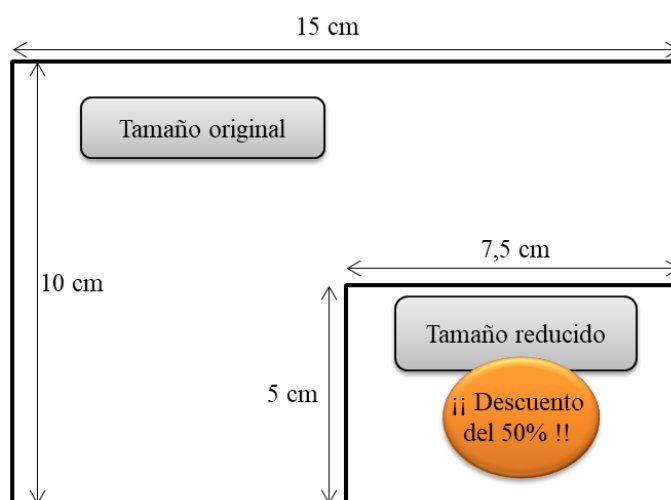 15 cm
Tamaño original
10 cm
7,5 cm
Tamaño reducido
5 cm
¡¡ Descuento
del 50% !!